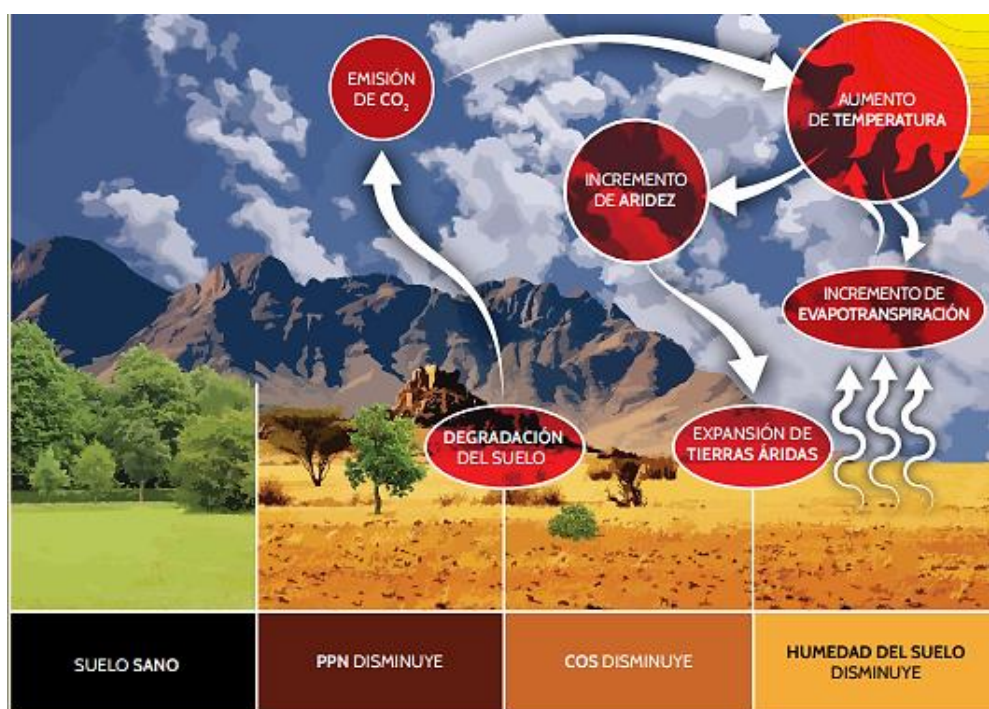 EMISIÓN
DE CO₂
AUMENTO
DE TEMPERATURA
INCREMENTO
DE ARIDEZ
INCREMENTO DE
EVAPOTRANSPIRACIÓN
DEGRADACIÓN
DEL SUELO
EXPANSIÓN DE
TIERRAS ÁRIDAS
SUELO SANO
PPN DISMINUYE
COS DISMINUYE
HUMEDAD DEL SUELO
DISMINUYE